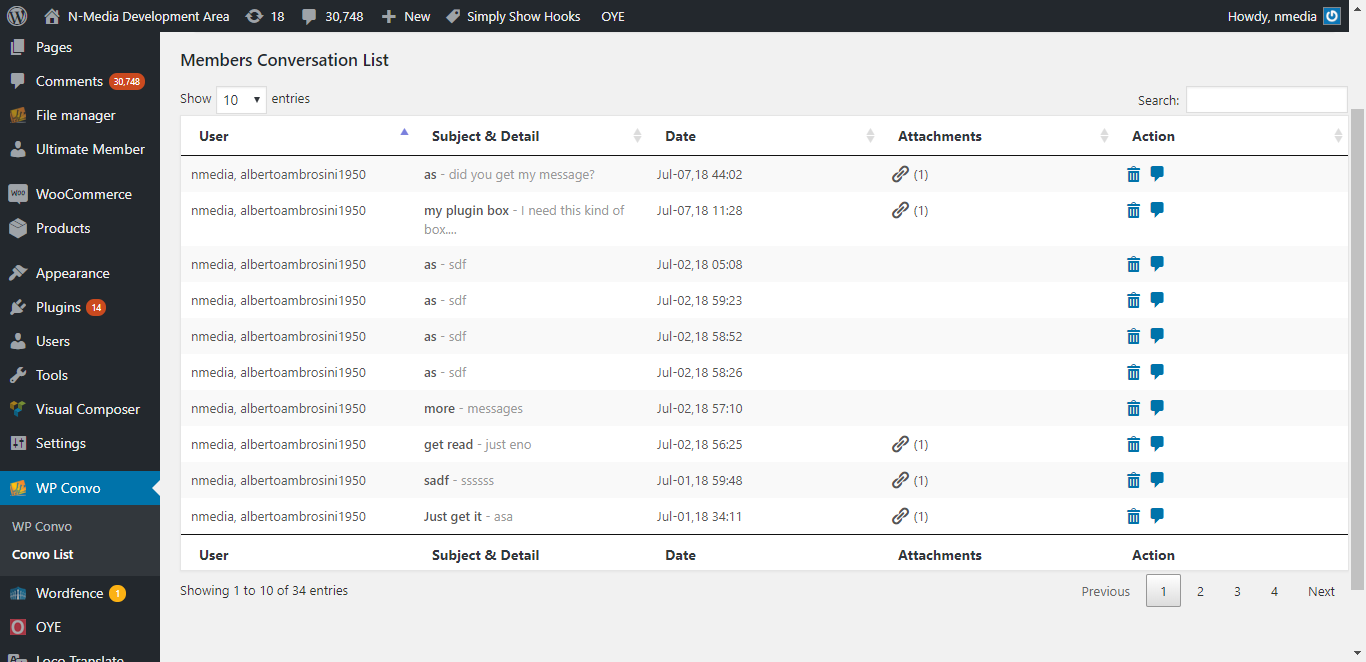 N-Media Development Area 18 30,748 New Simply Show Hooks OYE Howdy, nmedia
Pages
Comments 30,748
File manager
Ultimate Member
woo WooCommerce
Products
Appearance
Plugins 14
Users
Tools
Visual Composer
Settings
WP Convo
WP Convo
Convo List
Wordfence 1
OYE
Loco Translate
Members Conversation List
Show 10 entries Search:
User Subject & Detail Date Attachments Action
nmedia, albertoambrosini1950 as - did you get my message? Jul-07,18 44:02 (1)
nmedia, albertoambrosini1950 my plugin box - I need this kind of Jul-07,18 11:28 (1)
box....
nmedia, albertoambrosini1950 as - sdf Jul-02,18 05:08
nmedia, albertoambrosini1950 as - sdf Jul-02,18 59:23
nmedia, albertoambrosini1950 as - sdf Jul-02,18 58:52
nmedia, albertoambrosini1950 as - sdf Jul-02,18 58:26
nmedia, albertoambrosini1950 more - messages Jul-02,18 57:10
nmedia, albertoambrosini1950 get read - just eno Jul-02,18 56:25 (1)
nmedia, albertoambrosini1950 sadf - ssssss Jul-01,18 59:48 (1)
nmedia, albertoambrosini1950 Just get it - asa Jul-01,18 34:11 (1)
User Subject & Detail Date Attachments Action
Showing 1 to 10 of 34 entries Previous 1 2 3 4 Next